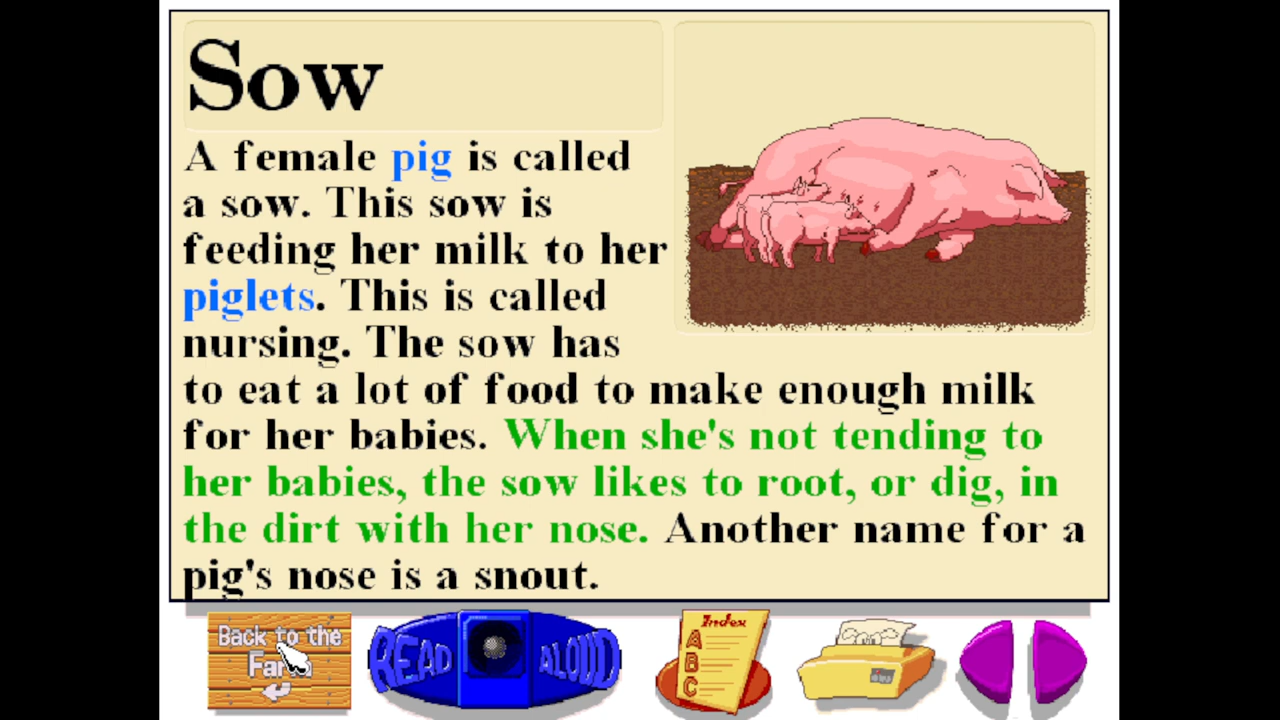 Sow
A female pig is called
a sow. This sow is
feeding her milk to her
piglets. This is called
nursing. The sow has
to eat a lot of food to make enough milk
for her babies. When she's not tending to
her babies, the sow likes to root, or dig, in
the dirt with her nose. Another name for a
pig's nose is a snout.
Back to the
Farm
READ ALOUD
Index
A
B
C